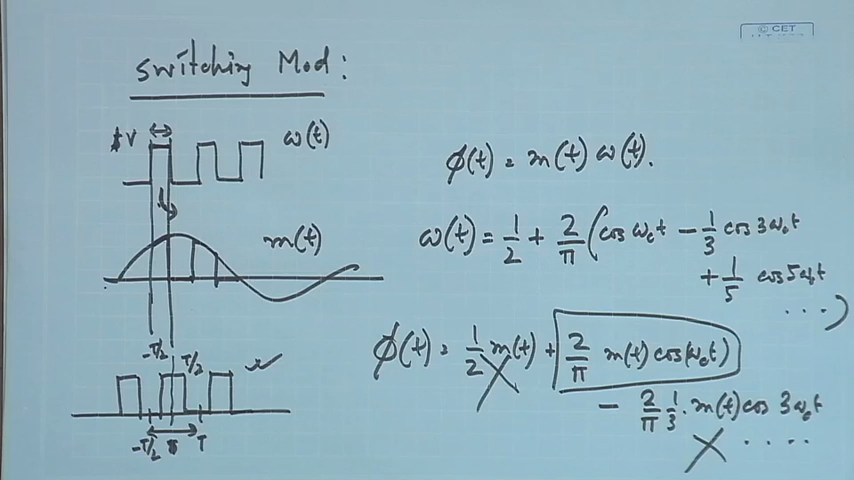 © CET
Switching Mod:
1V
ω(t)
m(t)
-T/2
T/2
-T/2
T
φ(t) = m(t) ω(t).
ω(t) = 1/2 + 2/π (cos ω_c t - 1/3 cos 3ω_c t
+ 1/5 cos 5ω_c t
....)
φ(t) = 1/2 m(t) + 2/π m(t) cos(ω_c t)
- 2/π 1/3 . m(t) cos 3ω_c t
....